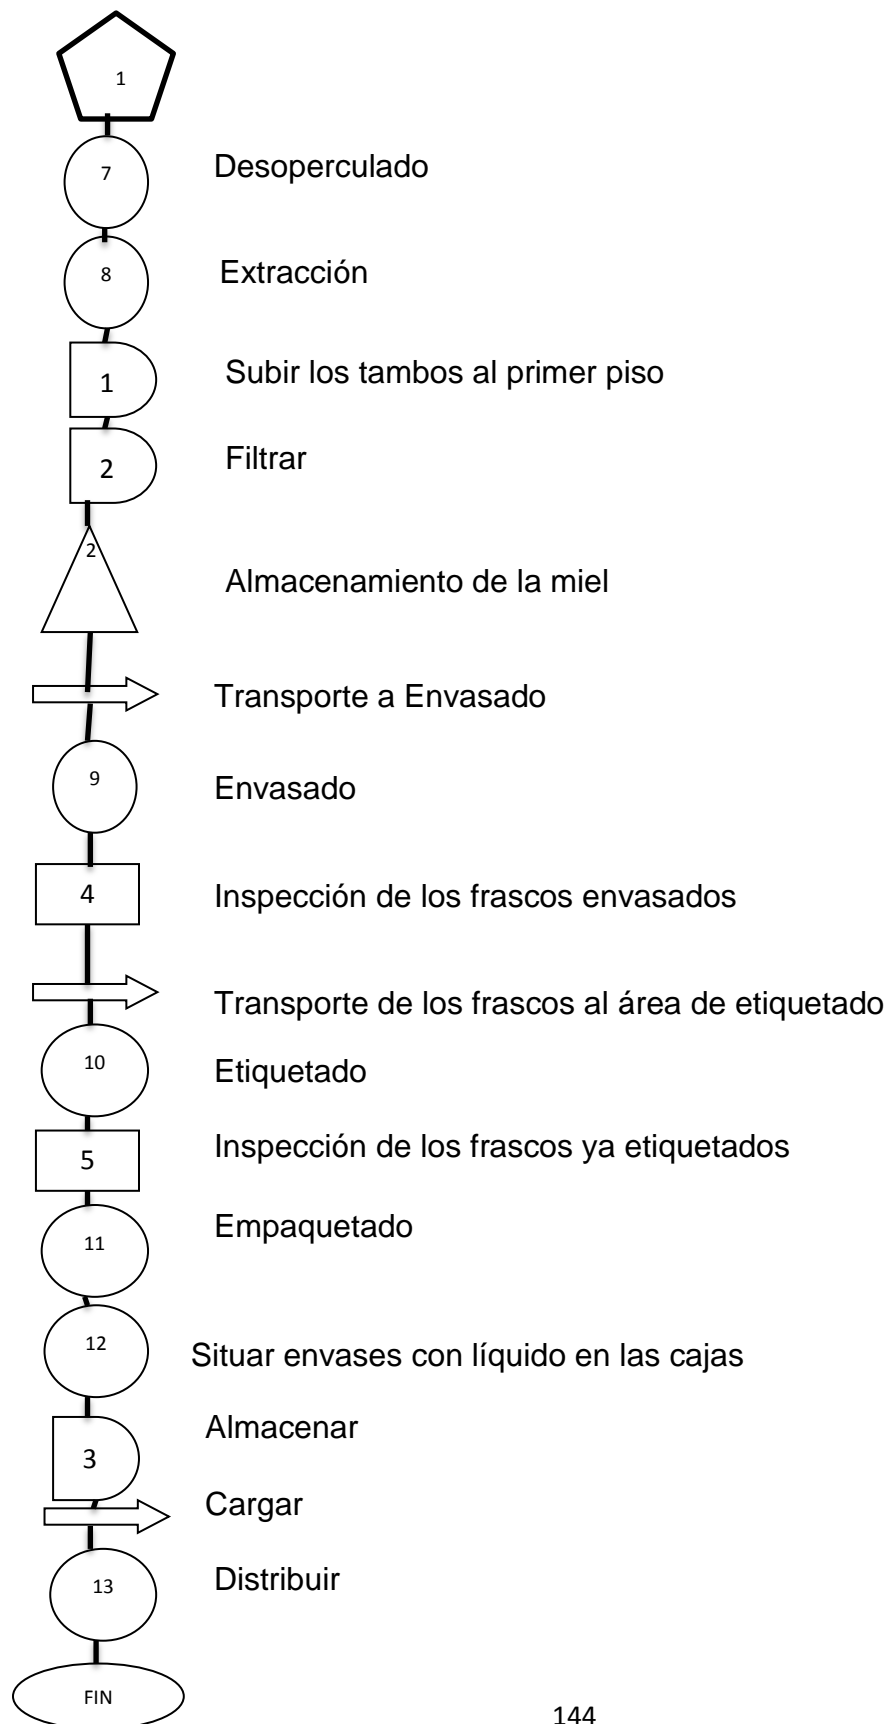 1
7 Desoperculado
8 Extracción
1 Subir los tambos al primer piso
2 Filtrar
2 Almacenamiento de la miel
Transporte a Envasado
9 Envasado
4 Inspección de los frascos envasados
Transporte de los frascos al área de etiquetado
10 Etiquetado
5 Inspección de los frascos ya etiquetados
11 Empaquetado
12 Situar envases con líquido en las cajas
3 Almacenar
Cargar
13 Distribuir
FIN
144